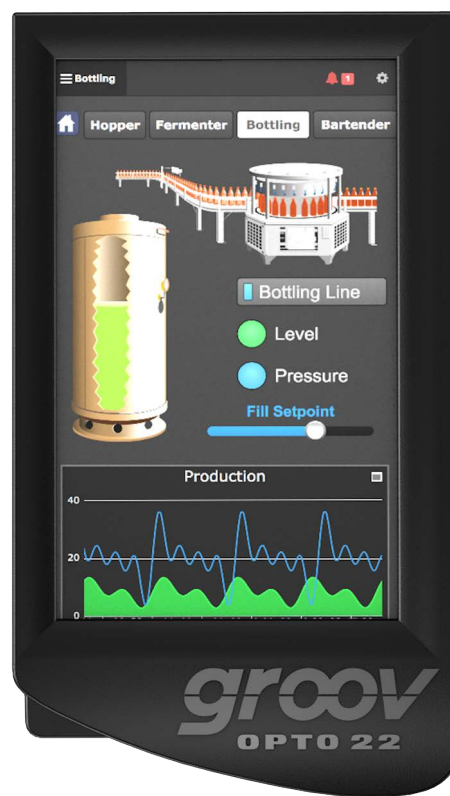 Bottling
1
Hopper
Fermenter
Bottling
Bartender
Bottling Line
Level
Pressure
Fill Setpoint
Production
40
20
0
groov
OPTO 22